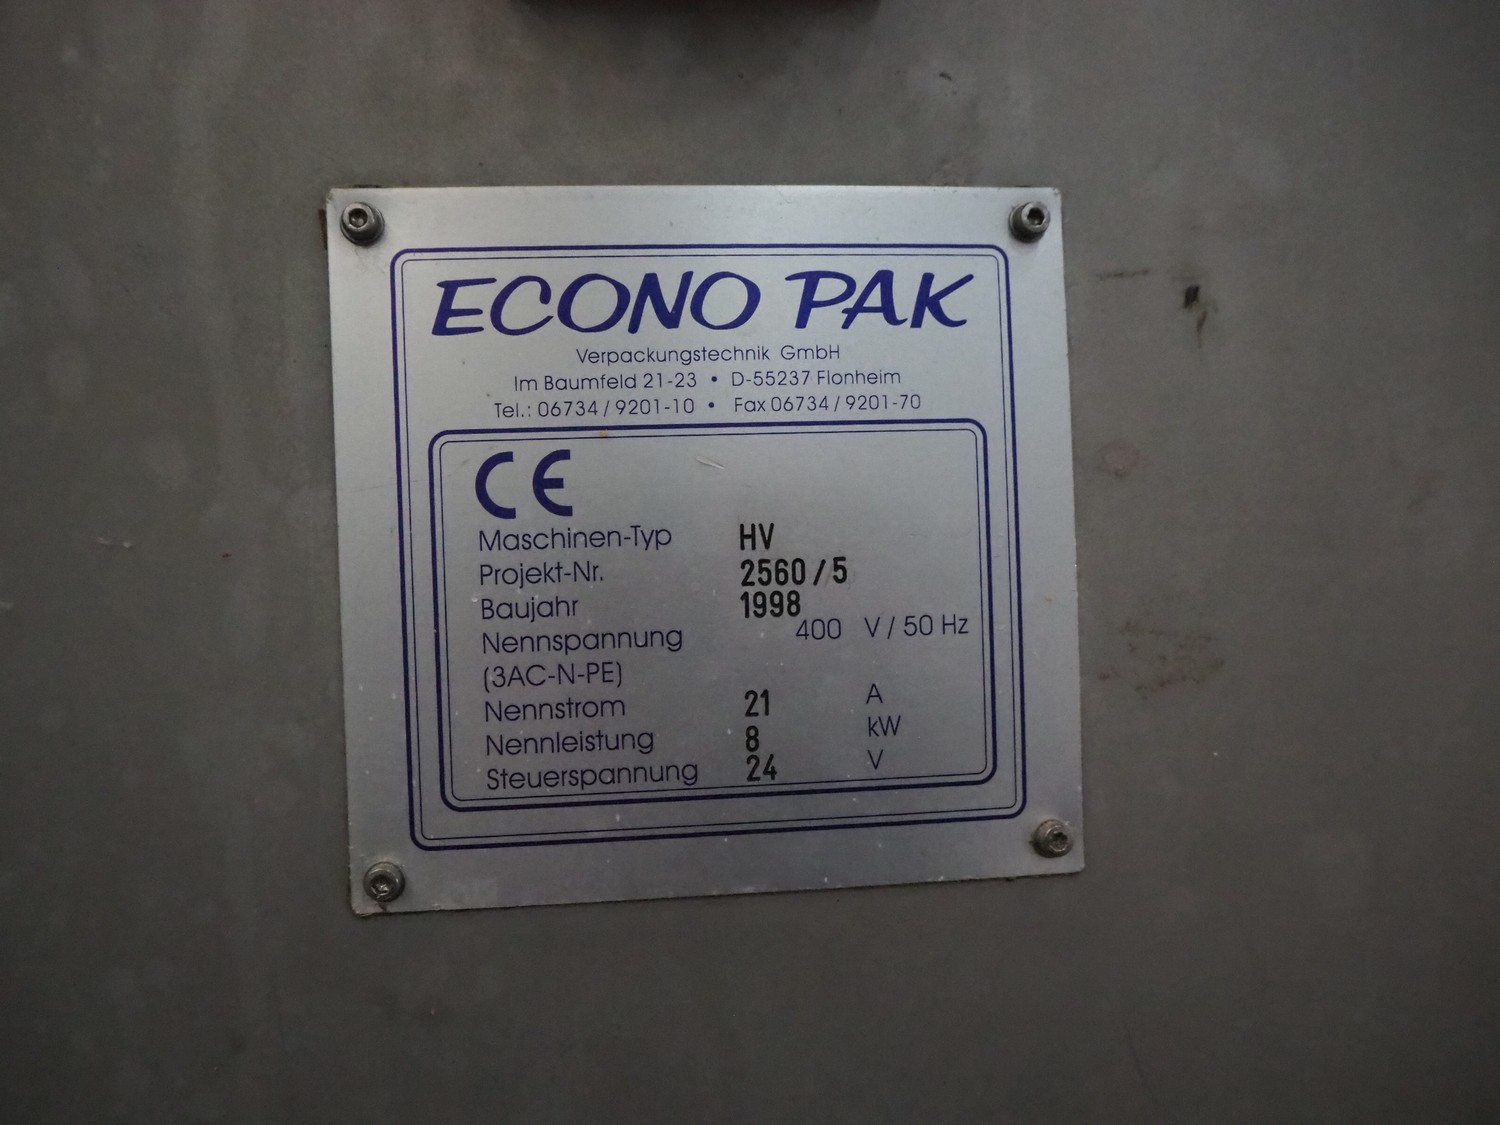 ECONO PAK
Verpackungstechnik GmbH
Im Baumfeld 21-23 • D-55237 Flonheim
Tel.: 06734 / 9201-10 • Fax 06734 / 9201-70
CE
Maschinen-Typ HV
Projekt-Nr. 2560 / 5
Baujahr 1998
Nennspannung 400 V / 50 Hz
(3AC-N-PE)
Nennstrom 21 A
Nennleistung 8 kW
Steuerspannung 24 V